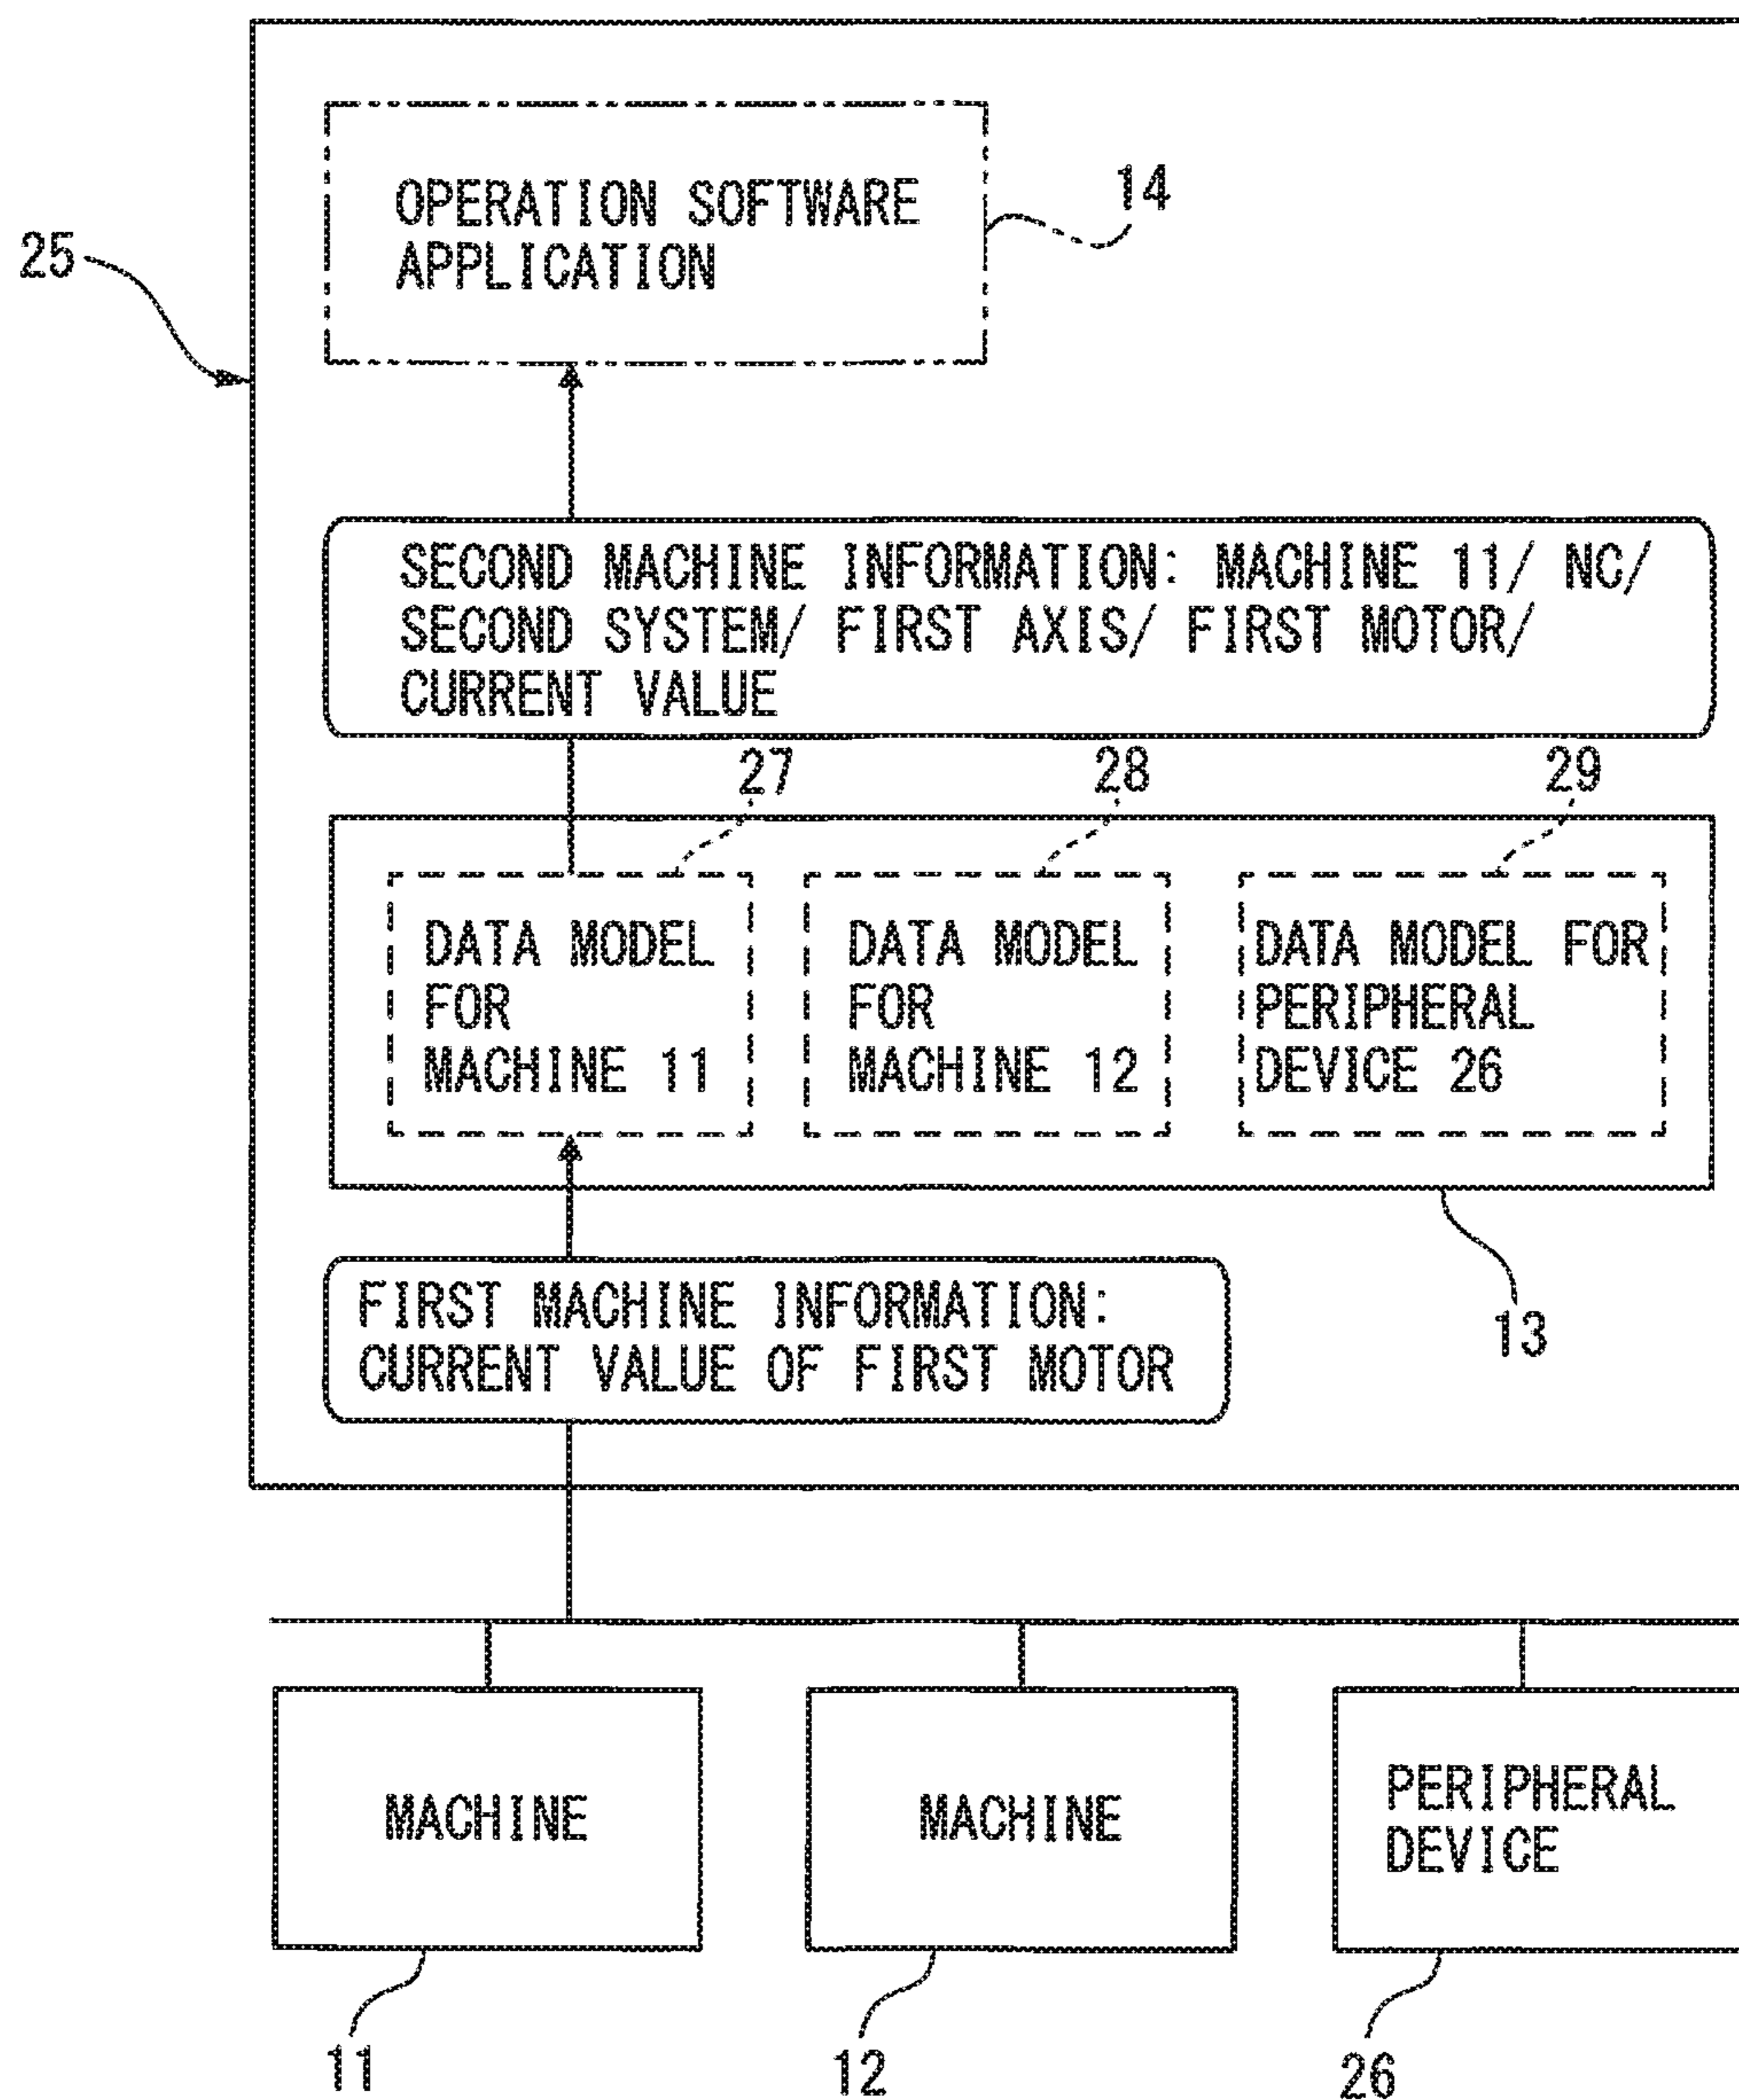 25
OPERATION SOFTWARE
APPLICATION
14
SECOND MACHINE INFORMATION: MACHINE 11/ NC/
SECOND SYSTEM/ FIRST AXIS/ FIRST MOTOR/
CURRENT VALUE
27
28
29
DATA MODEL
FOR
MACHINE 11
DATA MODEL
FOR
MACHINE 12
DATA MODEL FOR
PERIPHERAL
DEVICE 26
FIRST MACHINE INFORMATION:
CURRENT VALUE OF FIRST MOTOR
13
MACHINE
MACHINE
PERIPHERAL
DEVICE
11
12
26